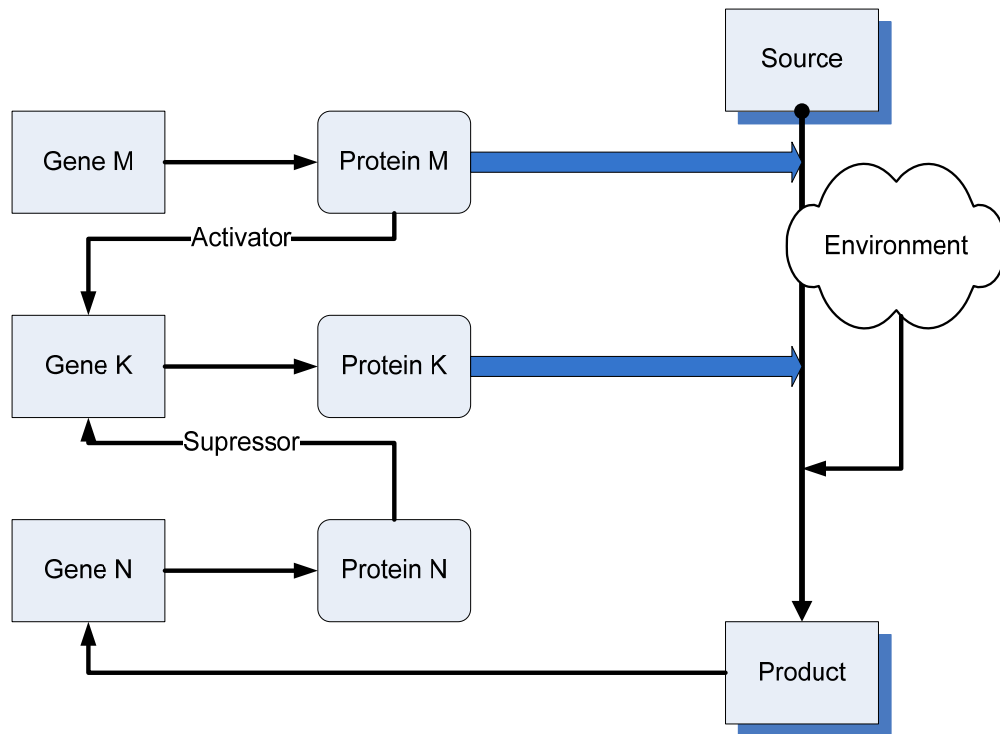 Source
Gene M
Protein M
Activator
Environment
Gene K
Protein K
Supressor
Gene N
Protein N
Product